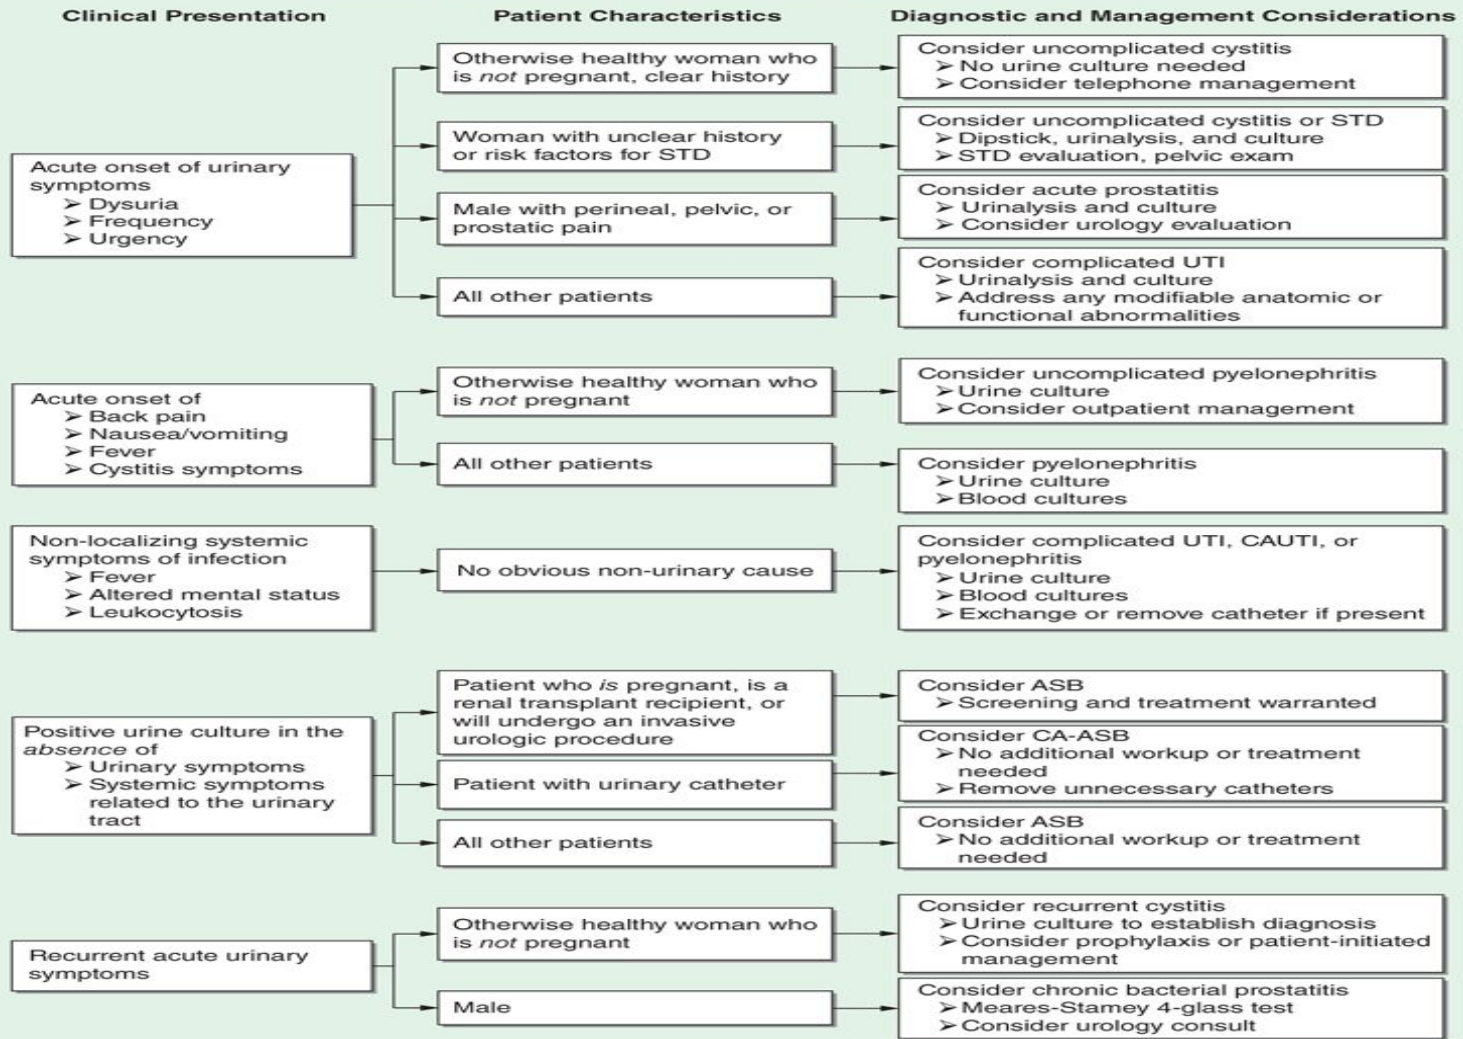 Clinical Presentation
Patient Characteristics
Diagnostic and Management Considerations
Acute onset of urinary
symptoms
➢ Dysuria
➢ Frequency
➢ Urgency
Otherwise healthy woman who
is not pregnant, clear history
Consider uncomplicated cystitis
➢ No urine culture needed
➢ Consider telephone management
Woman with unclear history
or risk factors for STD
Consider uncomplicated cystitis or STD
➢ Dipstick, urinalysis, and culture
➢ STD evaluation, pelvic exam
Male with perineal, pelvic, or
prostatic pain
Consider acute prostatitis
➢ Urinalysis and culture
➢ Consider urology evaluation
All other patients
Consider complicated UTI
➢ Urinalysis and culture
➢ Address any modifiable anatomic or
functional abnormalities
Acute onset of
➢ Back pain
➢ Nausea/vomiting
➢ Fever
➢ Cystitis symptoms
Otherwise healthy woman who
is not pregnant
Consider uncomplicated pyelonephritis
➢ Urine culture
➢ Consider outpatient management
All other patients
Consider pyelonephritis
➢ Urine culture
➢ Blood cultures
Non-localizing systemic
symptoms of infection
➢ Fever
➢ Altered mental status
➢ Leukocytosis
No obvious non-urinary cause
Consider complicated UTI, CAUTI, or
pyelonephritis
➢ Urine culture
➢ Blood cultures
➢ Exchange or remove catheter if present
Positive urine culture in the
absence of
➢ Urinary symptoms
➢ Systemic symptoms
related to the urinary
tract
Patient who is pregnant, is a
renal transplant recipient, or
will undergo an invasive
urologic procedure
Consider ASB
➢ Screening and treatment warranted
Patient with urinary catheter
Consider CA-ASB
➢ No additional workup or treatment
needed
➢ Remove unnecessary catheters
All other patients
Consider ASB
➢ No additional workup or treatment
needed
Recurrent acute urinary
symptoms
Otherwise healthy woman who
is not pregnant
Consider recurrent cystitis
➢ Urine culture to establish diagnosis
➢ Consider prophylaxis or patient-initiated
management
Male
Consider chronic bacterial prostatitis
➢ Meares-Stamey 4-glass test
➢ Consider urology consult